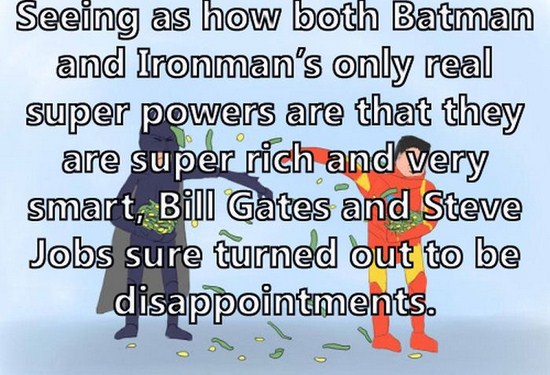 Seeing as how both Batman
and Ironman's only real
super powers are that they
are super rich and very
smart, Bill Gates and Steve
Jobs sure turned out to be
disappointments.